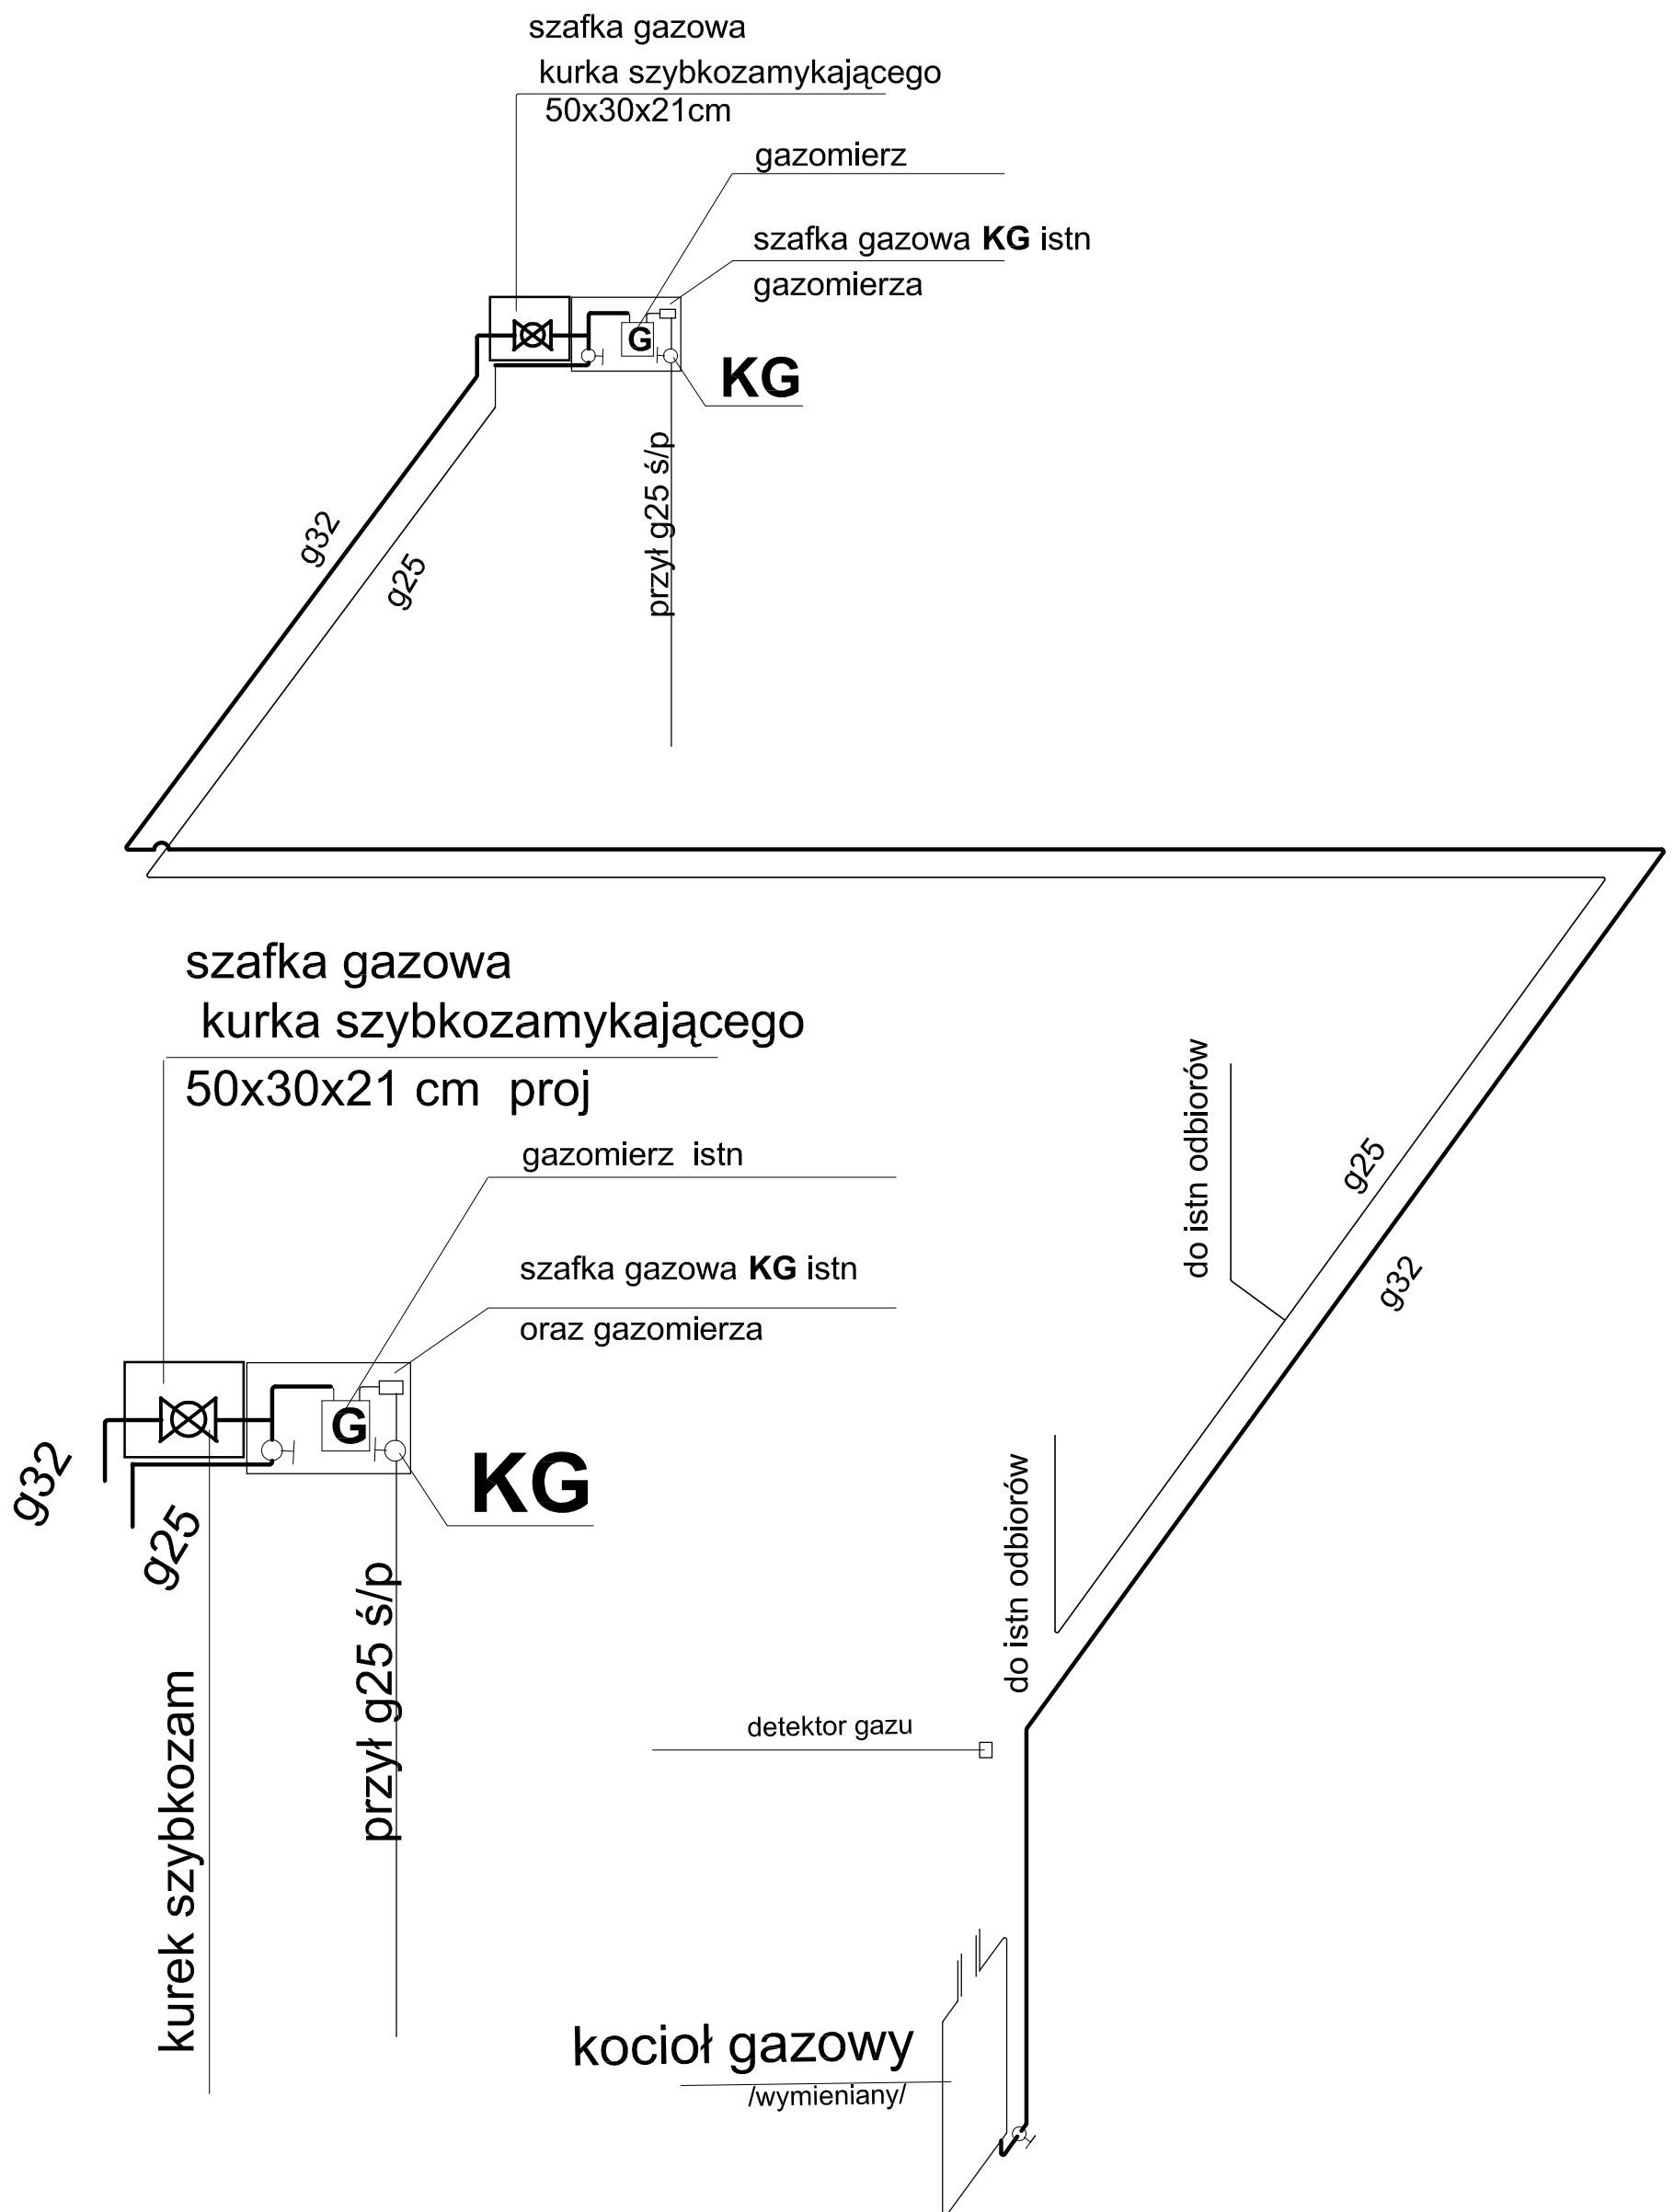 szafka gazowa
kurka szybkozamykającego
50x30x21cm
gazomierz
szafka gazowa KG istn
gazomierza
G
KG
przył g25 ś/p
g32
g25
szafka gazowa
kurka szybkozamykającego
50x30x21 cm proj
gazomierz istn
szafka gazowa KG istn
oraz gazomierza
G
KG
g32
g25
kurek szybkozam
przył g25 ś/p
do istn odbiorów
g25
g32
do istn odbiorów
detektor gazu
kocioł gazowy
/wymieniany/